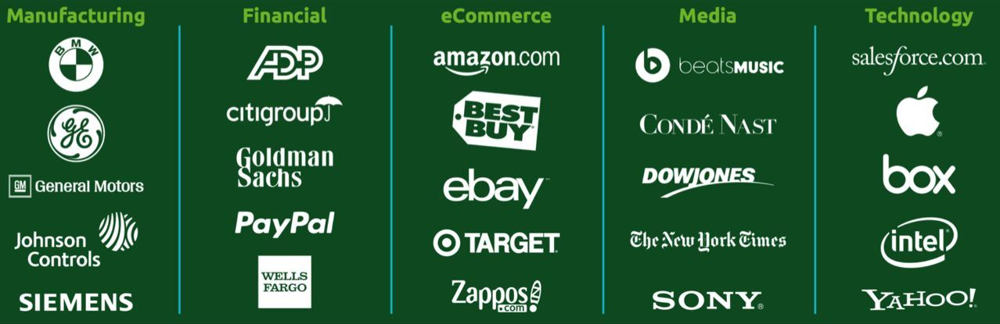 Manufacturing
BMW
GE
GM General Motors
Johnson
Controls
SIEMENS
Financial
ADP
citigroup
Goldman
Sachs
PayPal
WELLS
FARGO
eCommerce
amazon.com
BEST
BUY
ebay™
TARGET
Zappos
.com
Media
b beatsMUSIC
CONDÉ NAST
DOWJONES
The New York Times
SONY®
Technology
salesforce.com
®
box
intel®
YAHOO!®